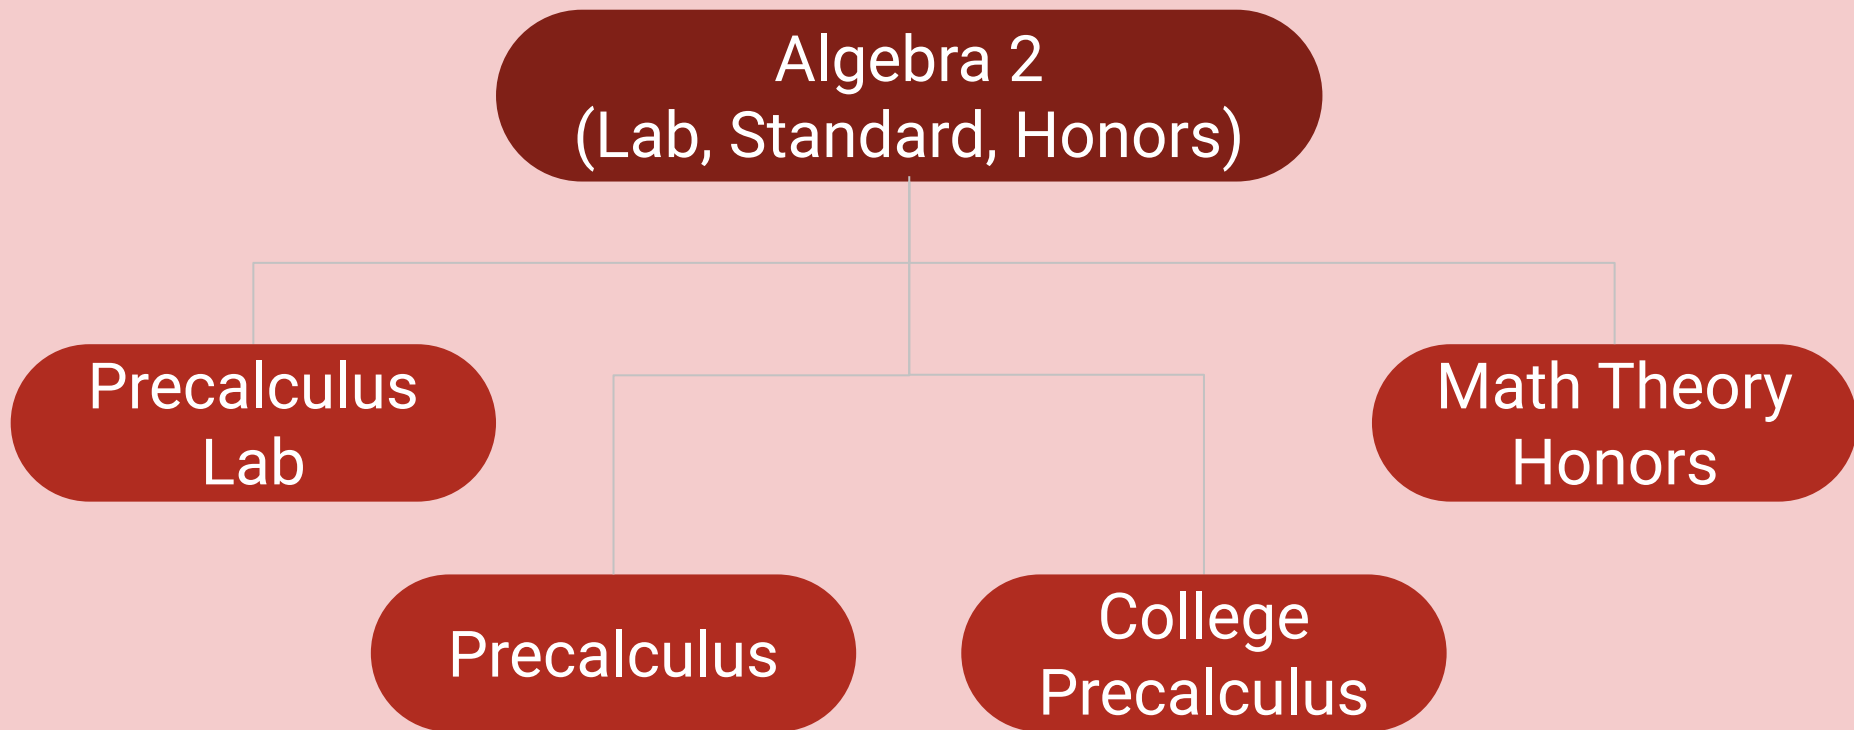 Algebra 2
(Lab, Standard, Honors)
Precalculus
Lab
Math Theory
Honors
Precalculus
College
Precalculus